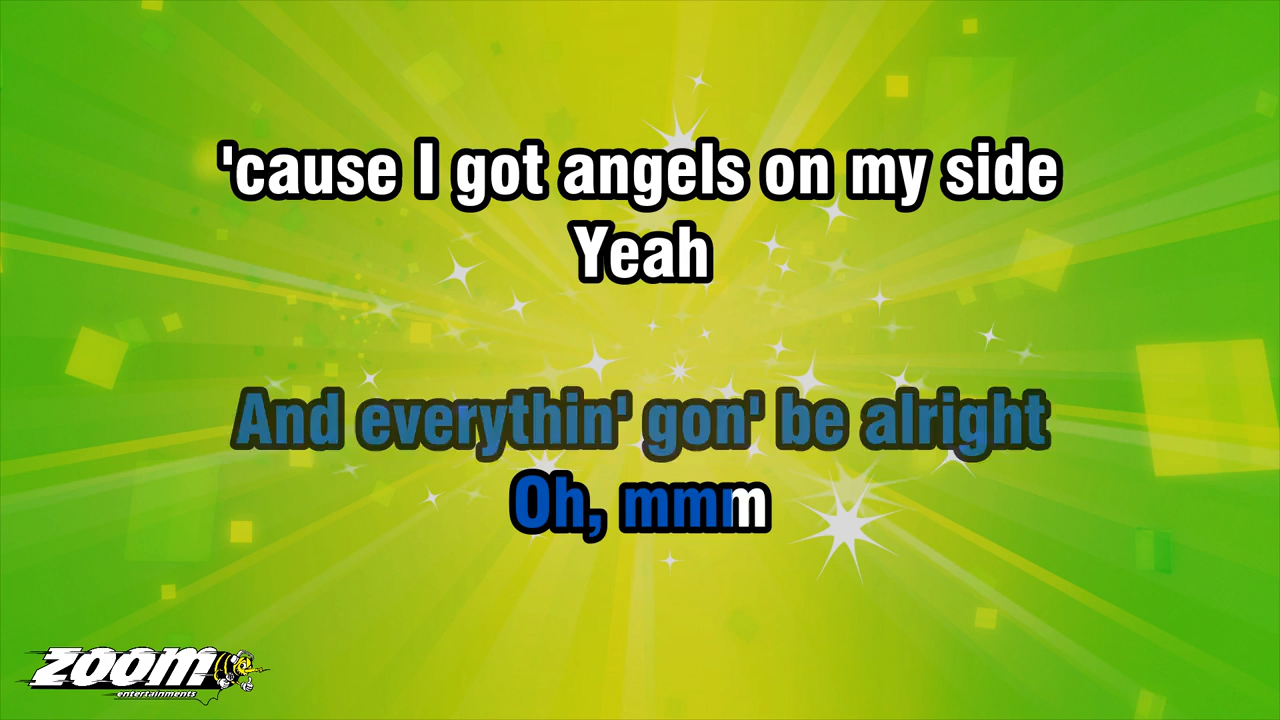 'cause I got angels on my side
Yeah
And everythin' gon' be alright
Oh, mmm
ZOOM
entertainments